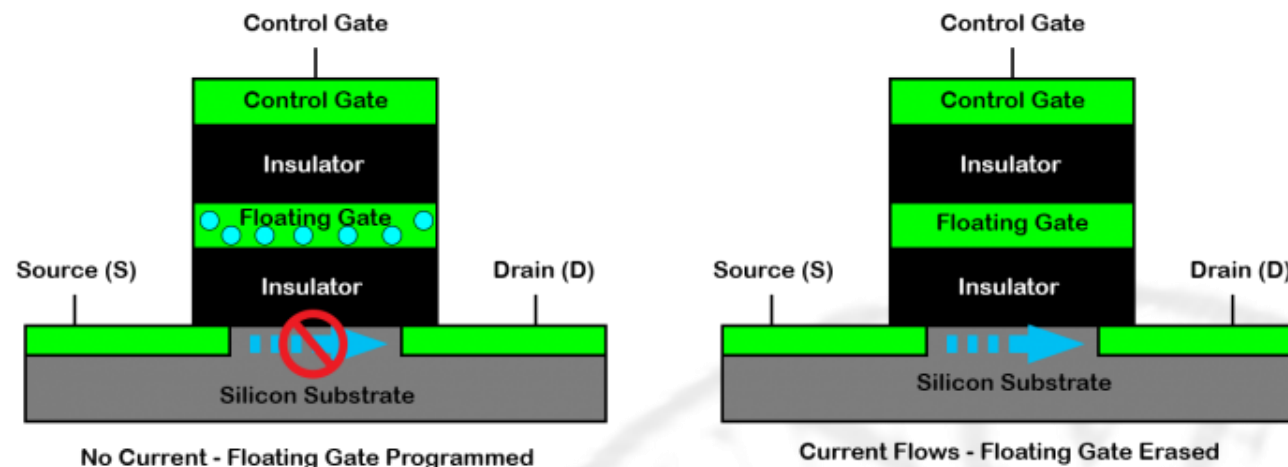 Control Gate
Control Gate
Insulator
Floating Gate
Source (S)
Drain (D)
Insulator
Silicon Substrate
No Current - Floating Gate Programmed
Control Gate
Control Gate
Insulator
Floating Gate
Source (S)
Drain (D)
Insulator
Silicon Substrate
Current Flows - Floating Gate Erased